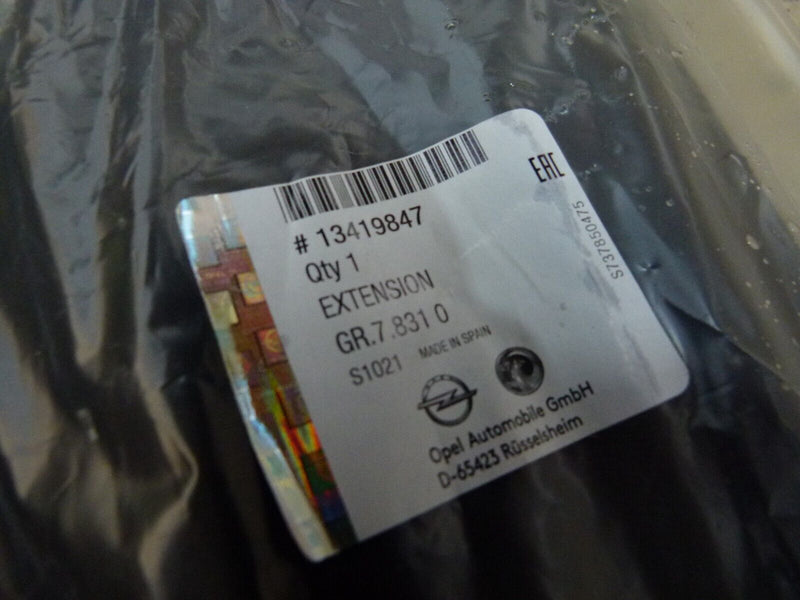 EAC
# 13419847
Qty 1
EXTENSION
GR.7.831 0
S1021 MADE IN SPAIN
S737850475
Opel Automobile GmbH
D-65423 Rüsselsheim